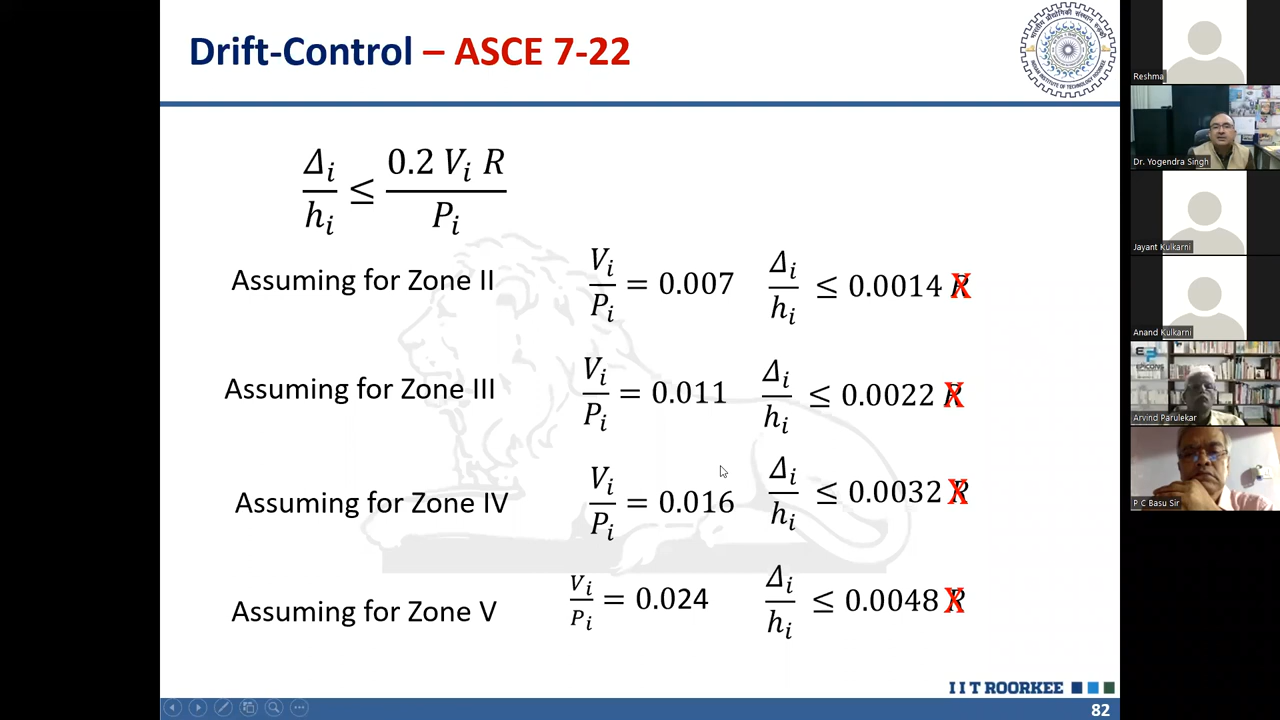 Drift-Control – ASCE 7-22
Δi/hi ≤ 0.2 Vi R/Pi
Assuming for Zone II Vi/Pi = 0.007 Δi/hi ≤ 0.0014 R X
Assuming for Zone III Vi/Pi = 0.011 Δi/hi ≤ 0.0022 R X
Assuming for Zone IV Vi/Pi = 0.016 Δi/hi ≤ 0.0032 R X
Assuming for Zone V Vi/Pi = 0.024 Δi/hi ≤ 0.0048 R X
IIT ROORKEE
82
Reshma
Dr. Yogendra Singh
Jayant Kulkarni
Anand Kulkarni
EPICONS
Arvind Parulekar
P C Basu Sir